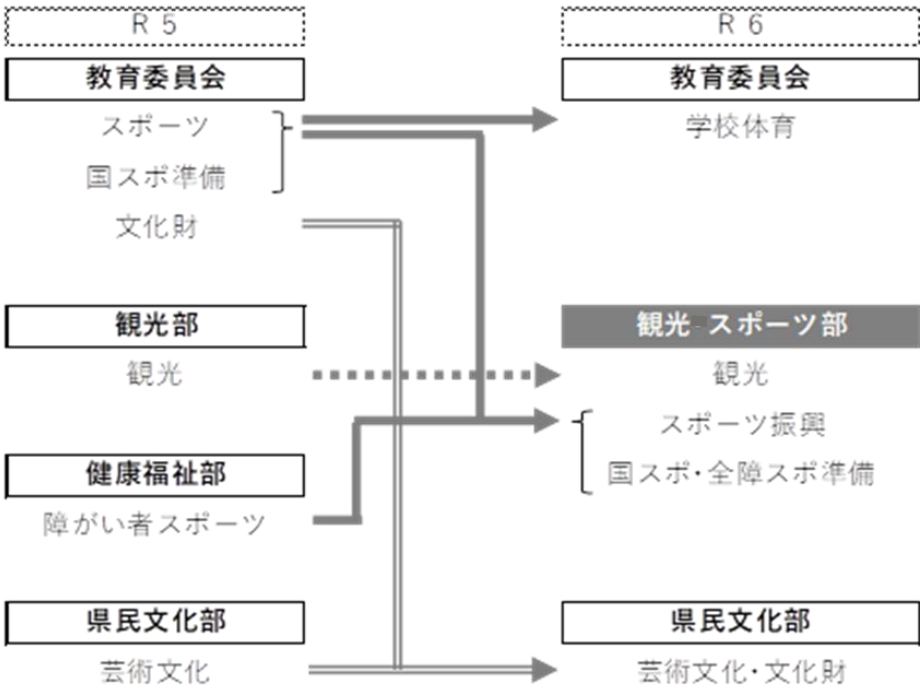 R 5
教育委員会
スポーツ
国スポ準備
文化財
観光部
観光
健康福祉部
障がい者スポーツ
県民文化部
芸術文化
R 6
教育委員会
学校体育
観光・スポーツ部
観光
スポーツ振興
国スポ・全障スポ準備
県民文化部
芸術文化・文化財